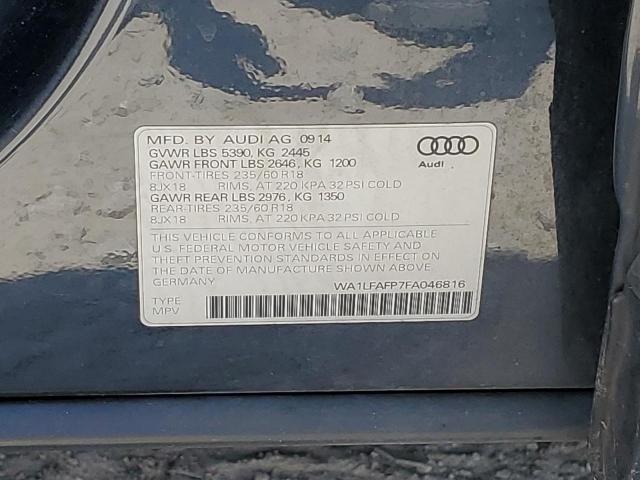 MFD. BY AUDI AG 09 14
GVWR LBS 5390, KG 2445
GAWR FRONT LBS 2646, KG 1200
FRONT-TIRES 235/60 R18
8JX18 RIMS, AT 220 KPA 32 PSI COLD
GAWR REAR LBS 2976, KG 1350
REAR-TIRES 235/60 R18
8JX18 RIMS, AT 220 KPA 32 PSI COLD
Audi
THIS VEHICLE CONFORMS TO ALL APPLICABLE
U.S. FEDERAL MOTOR VEHICLE SAFETY AND
THEFT PREVENTION STANDARDS IN EFFECT ON
THE DATE OF MANUFACTURE SHOWN ABOVE
GERMANY
WA1LFAFP7FA046816
TYPE
MPV